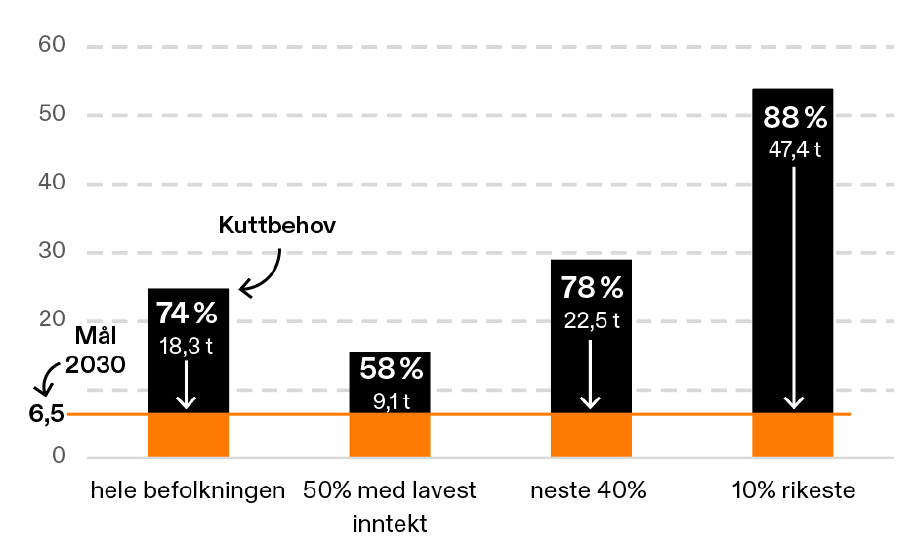 60
50
88 %
47,4 t
40
Kuttbehov
30
78 %
22,5 t
74 %
18,3 t
20
Mål
2030
58 %
9,1 t
6,5
0
hele befolkningen
50% med lavest
inntekt
neste 40%
10% rikeste